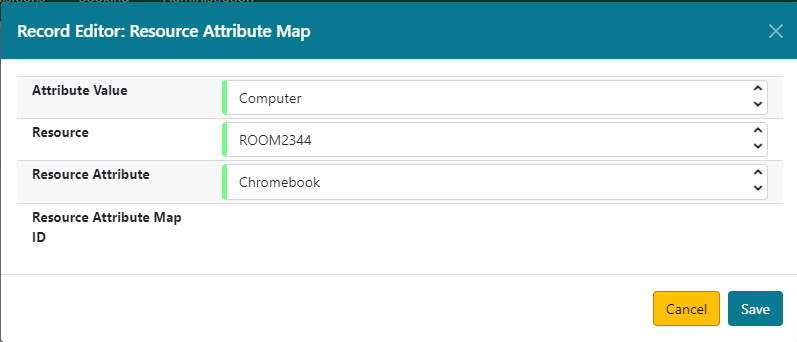 Record Editor: Resource Attribute Map
Attribute Value
Computer
Resource
ROOM2344
Resource Attribute
Chromebook
Resource Attribute Map
ID
Cancel
Save